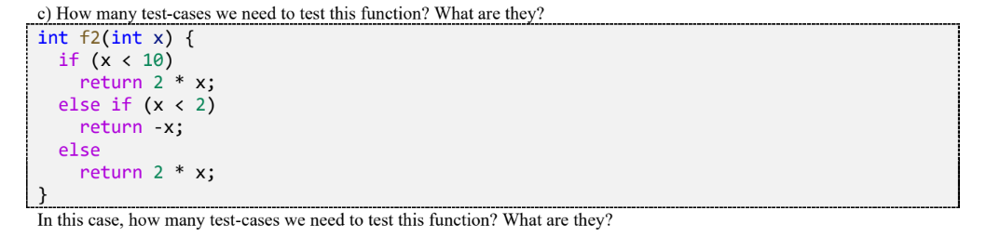 c) How many test-cases we need to test this function? What are they?
int f2(int x) {
  if (x < 10)
    return 2 * x;
  else if (x < 2)
    return -x;
  else
    return 2 * x;
}
In this case, how many test-cases we need to test this function? What are they?